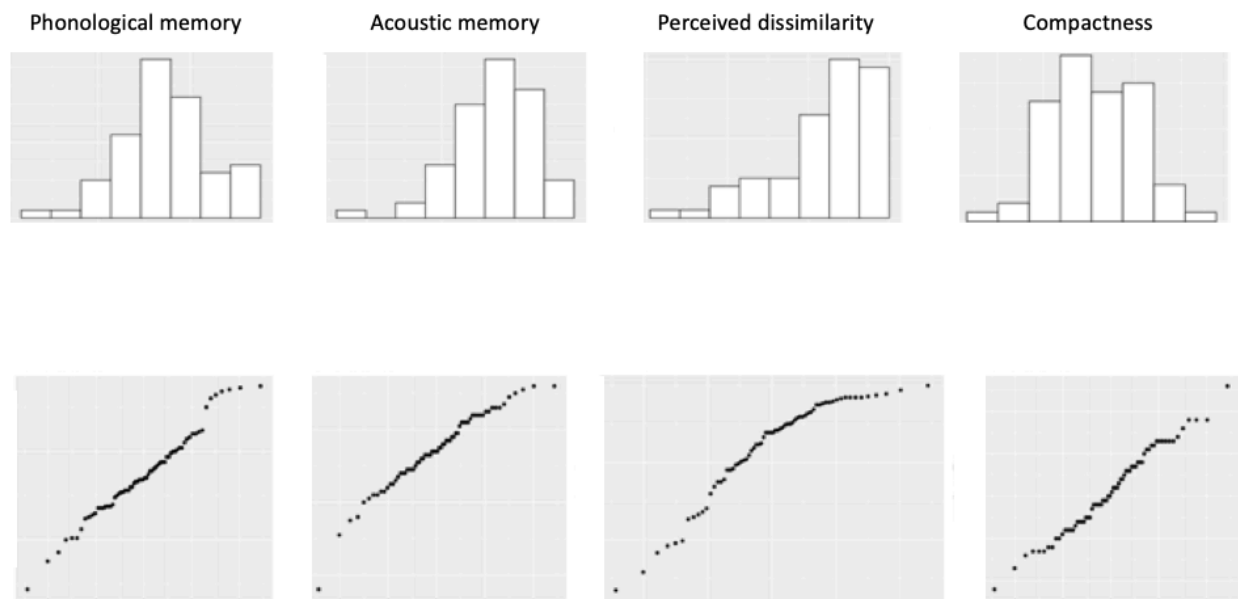 Phonological memory
Acoustic memory
Perceived dissimilarity
Compactness